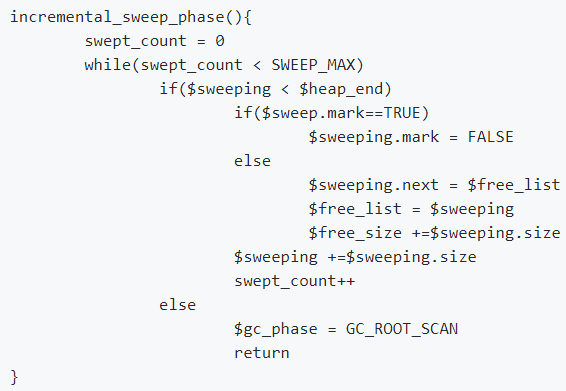 incremental_sweep_phase(){
        swept_count = 0
        while(swept_count < SWEEP_MAX)
                if($sweeping < $heap_end)
                        if($sweep.mark==TRUE)
                                $sweeping.mark = FALSE
                        else
                                $sweeping.next = $free_list
                                $free_list = $sweeping
                                $free_size +=$sweeping.size
                        $sweeping +=$sweeping.size
                        swept_count++
                else
                        $gc_phase = GC_ROOT_SCAN
                        return
}